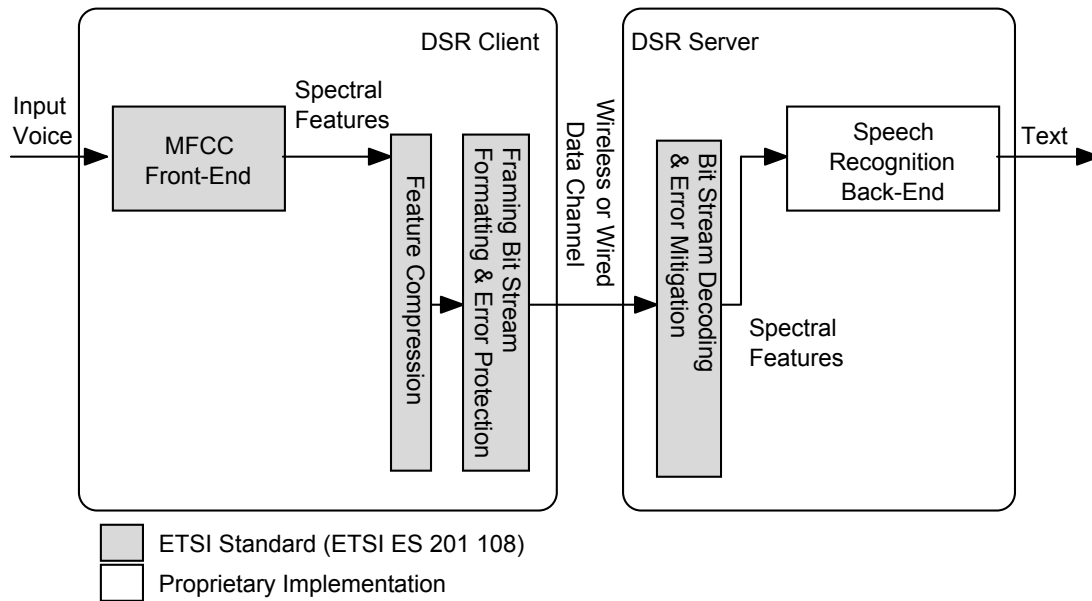 DSR Client
DSR Server
Input
Voice
MFCC
Front-End
Spectral
Features
Feature Compression
Framing Bit Stream
Formatting & Error Protection
Wireless or Wired
Data Channel
Bit Stream Decoding
& Error Mitigation
Spectral
Features
Speech
Recognition
Back-End
Text
ETSI Standard (ETSI ES 201 108)
Proprietary Implementation